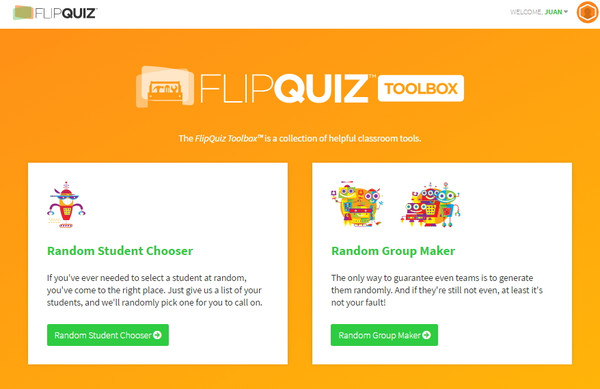 FLIPQUIZ™
WELCOME, JUAN
FLIPQUIZ™ TOOLBOX
The FlipQuiz Toolbox™ is a collection of helpful classroom tools.
Random Student Chooser
If you've ever needed to select a student at random,
you've come to the right place. Just give us a list of your
students, and we'll randomly pick one for you to call on.
Random Student Chooser
Random Group Maker
The only way to guarantee even teams is to generate
them randomly. And if they're still not even, at least it's
not your fault!
Random Group Maker